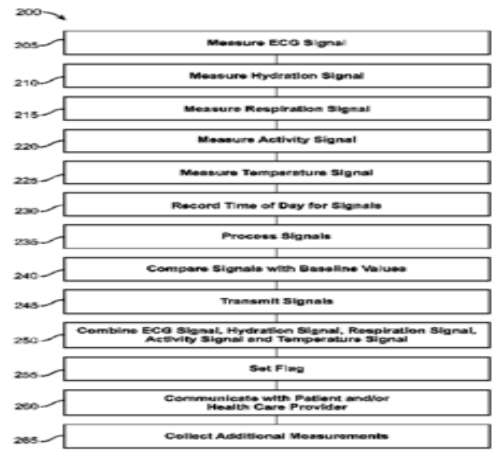 200
205 Measure ECG Signal
210 Measure Hydration Signal
215 Measure Respiration Signal
220 Measure Activity Signal
225 Measure Temperature Signal
230 Record Time of Day for Signals
235 Process Signals
240 Compare Signals with Baseline Values
245 Transmit Signals
250 Combine ECG Signal, Hydration Signal, Respiration Signal,
Activity Signal and Temperature Signal
255 Set Flag
260 Communicate with Patient and/or
Health Care Provider
265 Collect Additional Measurements